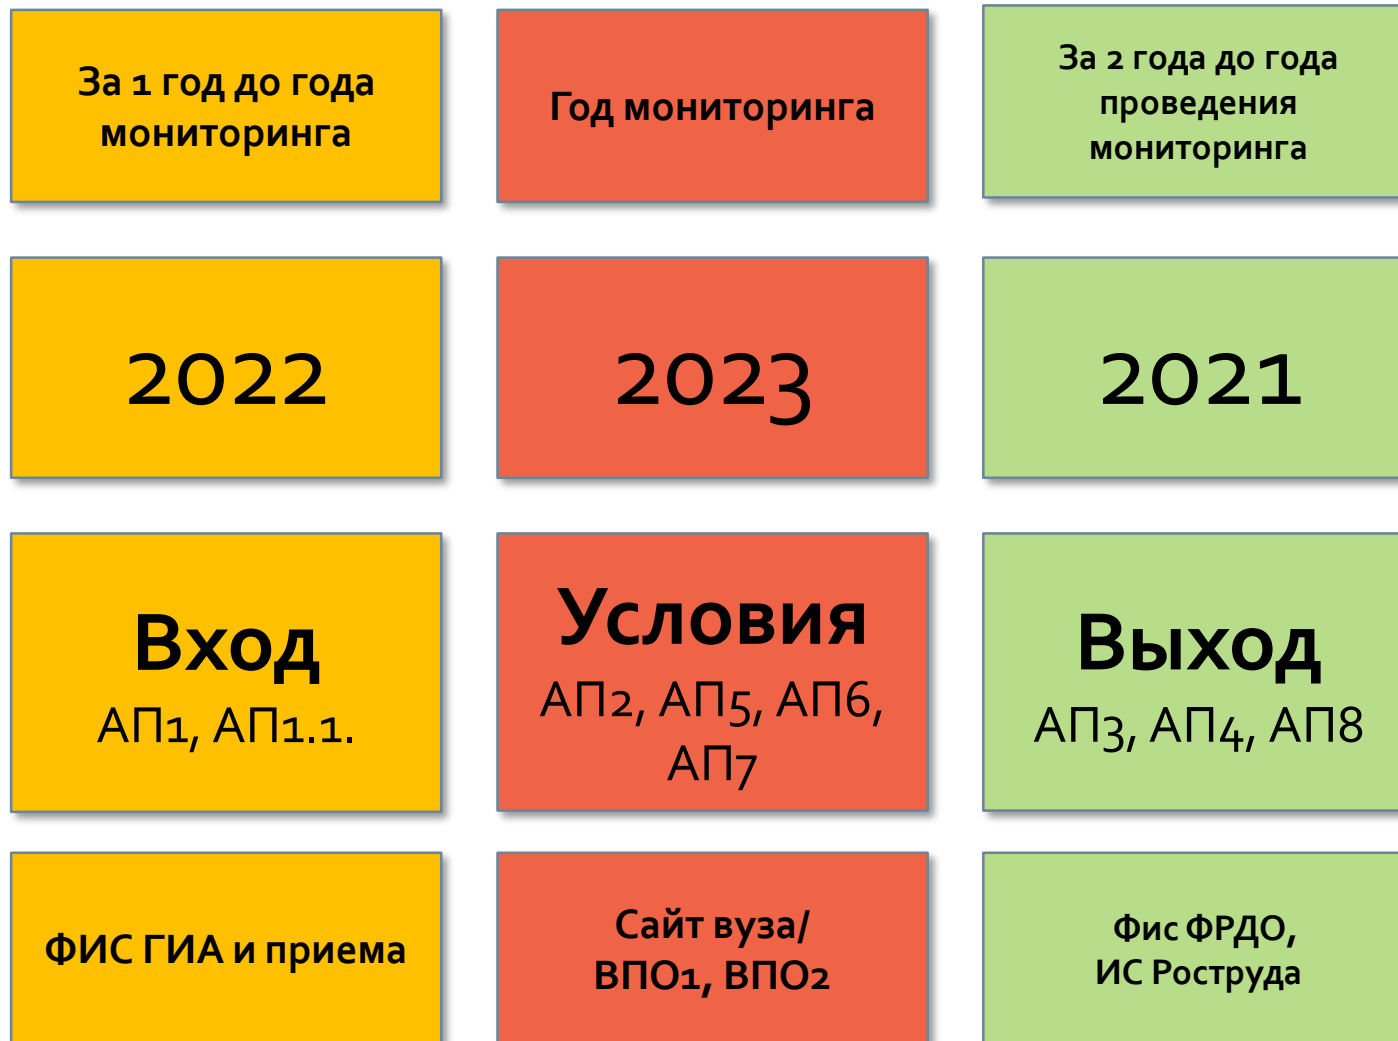 За 1 год до года
мониторинга
Год мониторинга
За 2 года до года
проведения
мониторинга
2022
2023
2021
Вход
АП1, АП1.1.
Условия
АП2, АП5, АП6,
АП7
Выход
АП3, АП4, АП8
ФИС ГИА и приема
Сайт вуза/
ВПО1, ВПО2
Фис ФРДО,
ИС Роструда